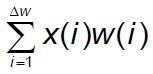 Δw
∑ x(i)w(i)
i=1